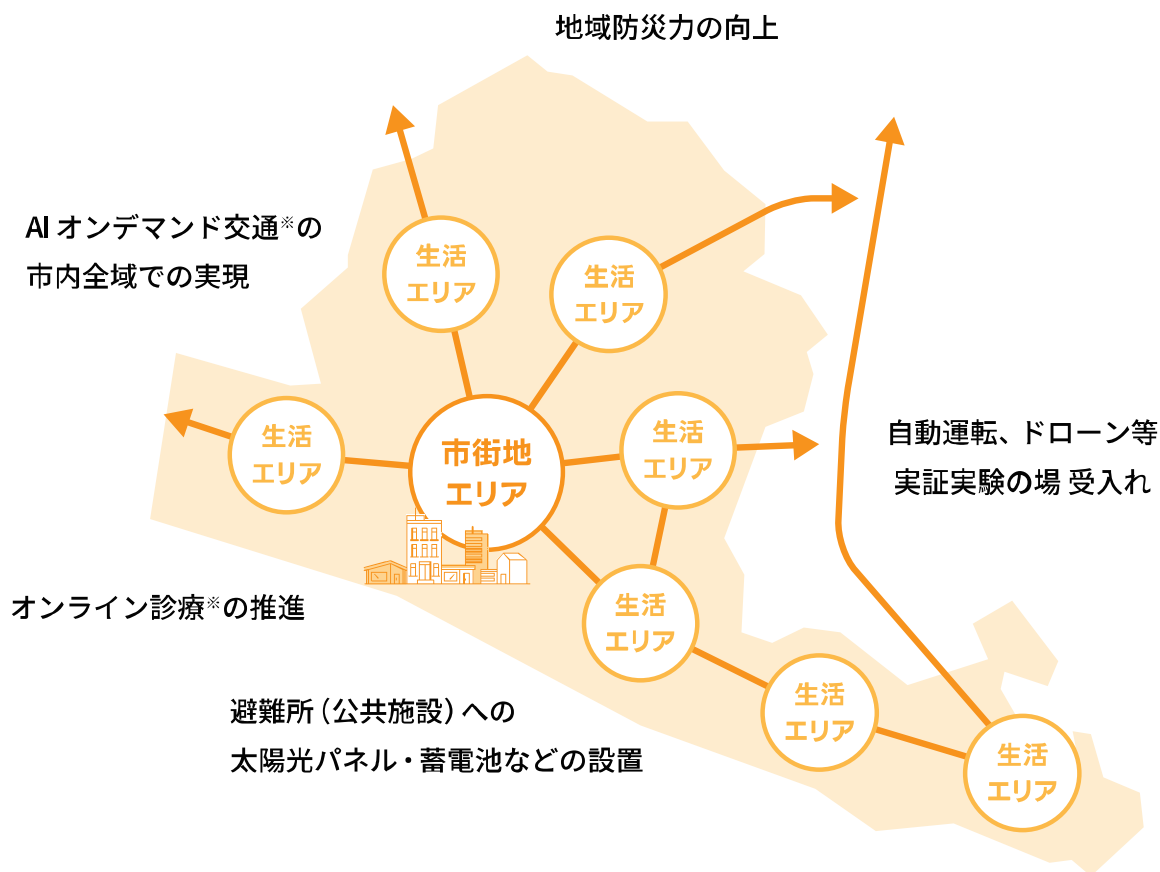 地域防災力の向上
AIオンデマンド交通※の
市内全域での実現
生活
エリア
生活
エリア
生活
エリア
市街地
エリア
生活
エリア
自動運転、ドローン等
実証実験の場 受入れ
オンライン診療※の推進
生活
エリア
避難所（公共施設）への
太陽光パネル・蓄電池などの設置
生活
エリア
生活
エリア